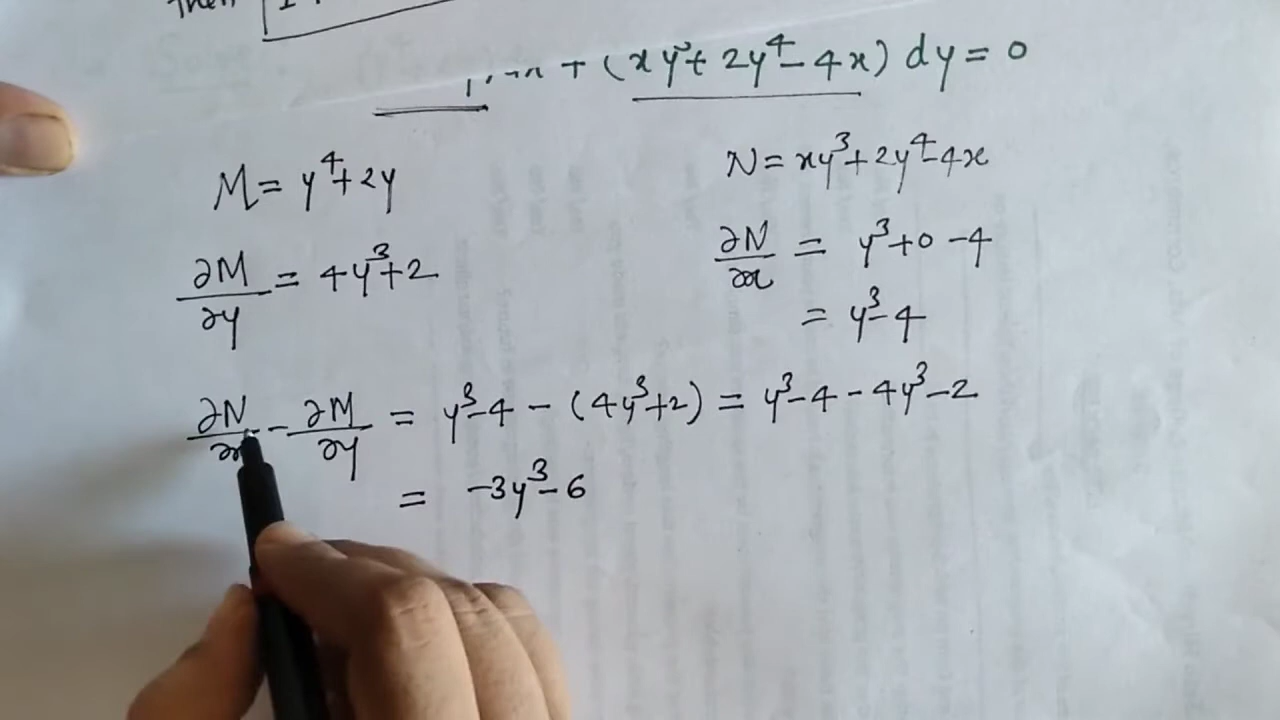 Then
+ (xy³ + 2y⁴ - 4x) dy = 0
M = y⁴ + 2y
N = xy³ + 2y⁴ - 4x
∂M/∂y = 4y³ + 2
∂N/∂x = y³ + 0 - 4
= y³ - 4
∂N/∂x - ∂M/∂y = y³ - 4 - (4y³ + 2) = y³ - 4 - 4y³ - 2
= -3y³ - 6